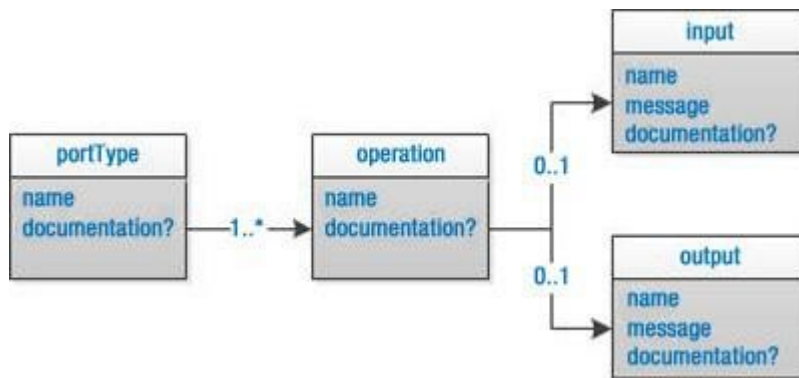 portType
name
documentation?
1..*
operation
name
documentation?
0..1
0..1
input
name
message
documentation?
output
name
message
documentation?